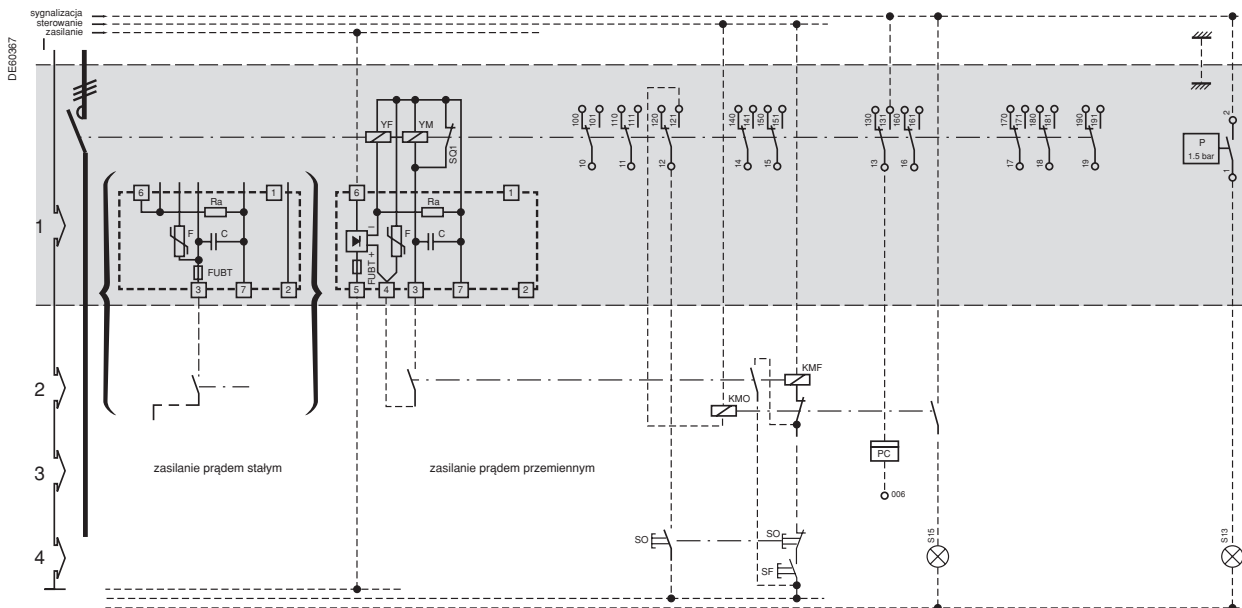 sygnalizacja
sterowanie
zasilanie
DE60367
YF
YM
SQ1
100
101
110
111
120
121
140
141
150
151
130
131
160
161
170
171
180
181
190
191
2
P
1.5 bar
1
10
11
12
14
15
13
16
17
18
19
6
1
Ra
F
C
FUBT
3
7
2
6
1
Ra
–
F
C
FUBT +
5
4
3
7
2
1
2
3
4
KMF
KMO
PC
006
zasilanie prądem stałym
zasilanie prądem przemiennym
SO
SO
SF
S15
S13